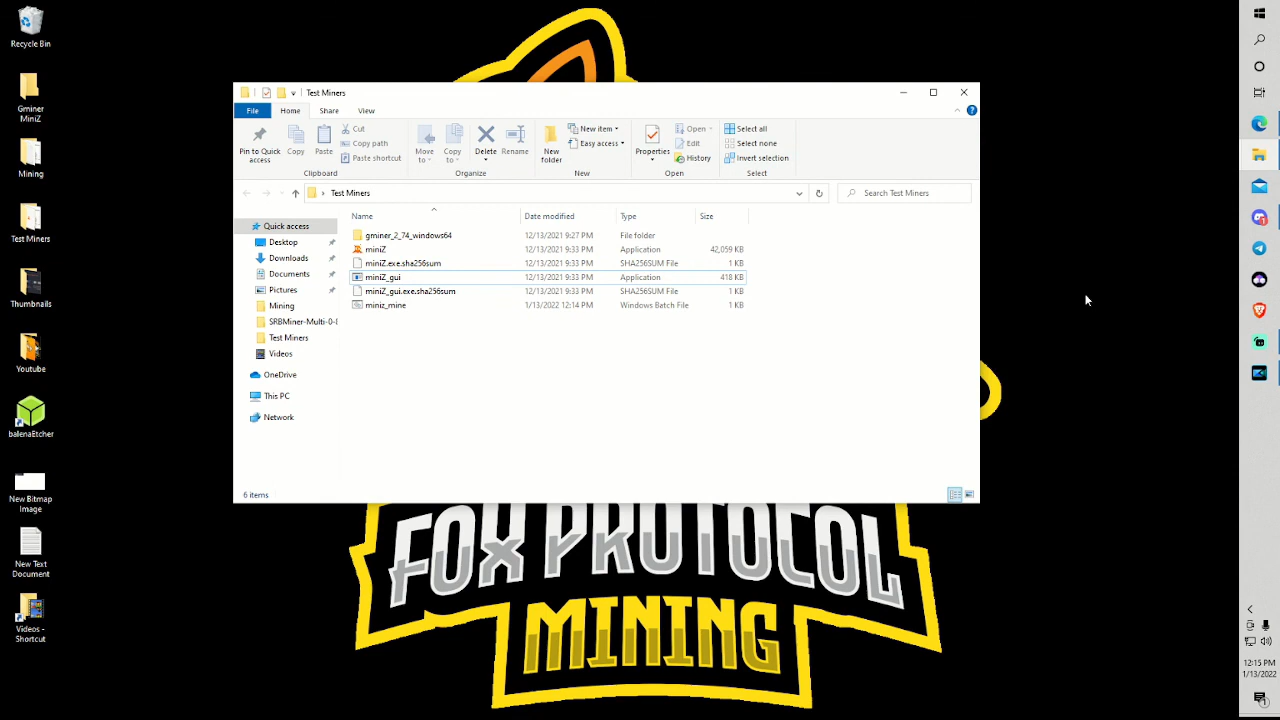 Recycle Bin
Gminer
MiniZ
Mining
Test Miners
Thumbnails
Youtube
balenaEtcher
New Bitmap
Image
New Text
Document
Videos -
Shortcut
Test Miners
File
Home
Share
View
Pin to Quick
access
Copy
Paste
Cut
Copy path
Paste shortcut
Clipboard
Move
to
Copy
to
Delete
Rename
Organize
New
folder
New item
Easy access
New
Properties
Open
Edit
History
Open
Select all
Select none
Invert selection
Select
Test Miners
Search Test Miners
Name
Date modified
Type
Size
Quick access
Desktop
Downloads
Documents
Pictures
Mining
SRBMiner-Multi-0-
Test Miners
Videos
OneDrive
This PC
Network
gminer_2_74_windows64 12/13/2021 9:27 PM File folder
miniZ 12/13/2021 9:33 PM Application 42,059 KB
miniZ.exe.sha256sum 12/13/2021 9:33 PM SHA256SUM File 1 KB
miniZ_gui 12/13/2021 9:33 PM Application 418 KB
miniZ_gui.exe.sha256sum 12/13/2021 9:33 PM SHA256SUM File 1 KB
miniz_mine 1/13/2022 12:14 PM Windows Batch File 1 KB
6 items
FOX PROTOCOL
MINING
12:15 PM
1/13/2022